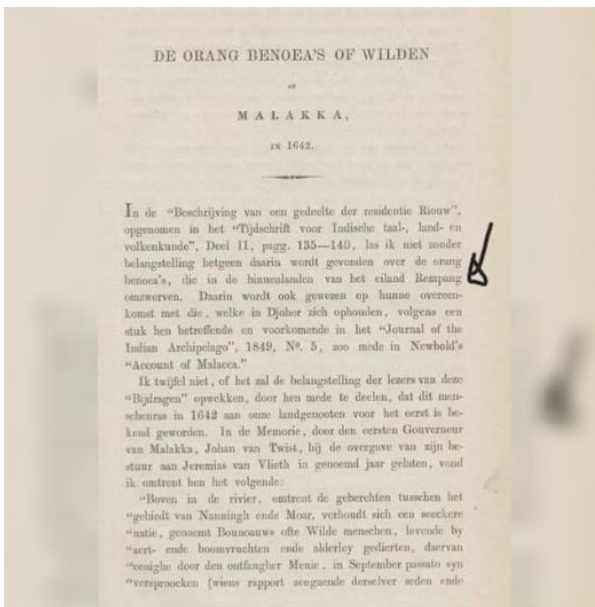 DE ORANG BENOEA'S OF WILDEN
OP
MALAKKA,
IN 1642.
In de "Beschrijving van een gedeelte der residentie Riouw",
opgenomen in het "Tijdschrift voor Indische taal-, land- en
volkenkunde", Deel II, pagg. 135—140, las ik niet zonder
belangstelling hetgeen daarin wordt gevonden over de orang
benoea's, die in de binnenlanden van het eiland Rempang
omzwerven. Daarin wordt ook gewezen op hunne overeen-
komst met die, welke in Djohor zich ophouden, volgens een
stuk hen betreffende en voorkomende in het "Journal of the
Indian Archipelago", 1849, Nº. 5, zoo mede in Newbold's
"Account of Malacca."
Ik twijfel niet, of het zal de belangstelling der lezers van deze
"Bijdragen" opwekken, door hen mede te deelen, dat dit men-
schenras in 1642 aan onze landgenooten voor het eerst is be-
kend geworden. In de Memorie, door den eersten Gouverneur
van Malakka, Johan van Twist, bij de overgave van zijn be-
stuur aan Jeremias van Vlieth in genoemd jaar gelaten, vond
ik omtrent hen het volgende:
"Boven in de rivier, omtrent de geberchten tusschen het
"gebiedt van Nanningh ende Moar, verhoudt sich een seeckere
"natie, genaemt Bounoauws ofte Wilde menschen, levende by
"aert- ende boomvruchten ende alderley gedierten, daervan
"eenighe door den ontfangher Menie, in September passato syn
"versproocken (wiens rapport aengaende derselver seden ende